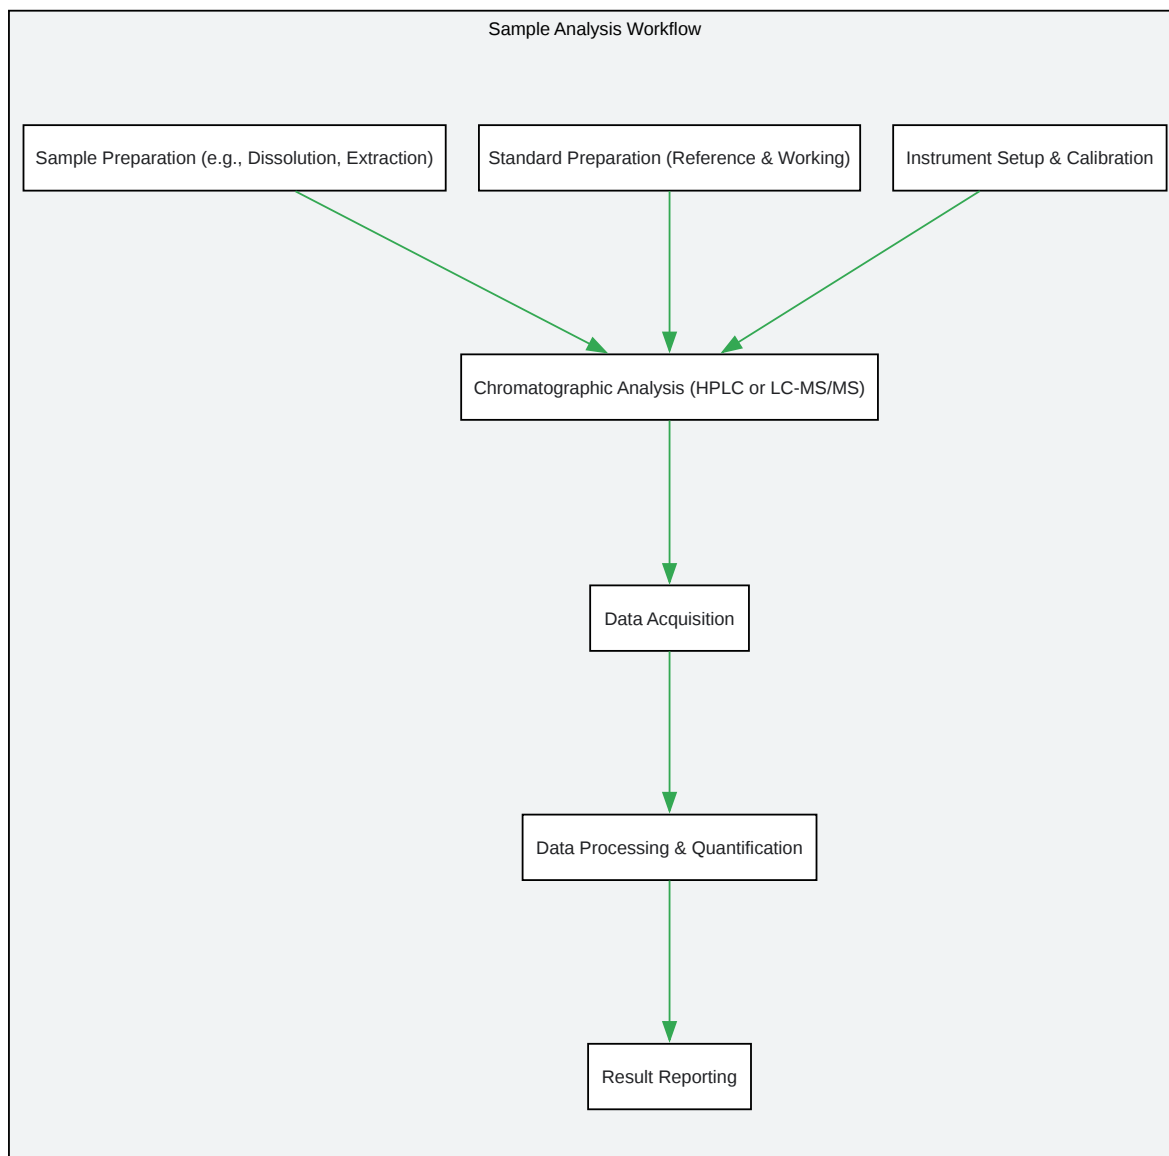 Sample Analysis Workflow
Sample Preparation (e.g., Dissolution, Extraction)
Standard Preparation (Reference & Working)
Instrument Setup & Calibration
Chromatographic Analysis (HPLC or LC-MS/MS)
Data Acquisition
Data Processing & Quantification
Result Reporting